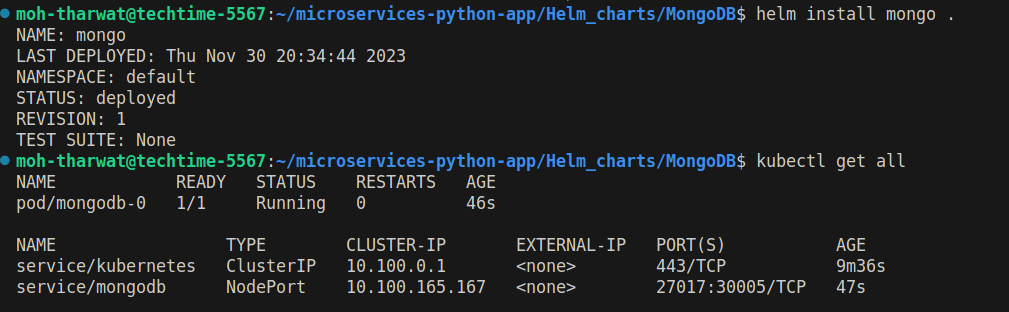 moh-tharwat@techtime-5567:~/microservices-python-app/Helm_charts/MongoDB$ helm install mongo .
NAME: mongo
LAST DEPLOYED: Thu Nov 30 20:34:44 2023
NAMESPACE: default
STATUS: deployed
REVISION: 1
TEST SUITE: None
moh-tharwat@techtime-5567:~/microservices-python-app/Helm_charts/MongoDB$ kubectl get all
NAME            READY   STATUS    RESTARTS   AGE
pod/mongodb-0   1/1     Running   0          46s

NAME                 TYPE        CLUSTER-IP       EXTERNAL-IP   PORT(S)           AGE
service/kubernetes   ClusterIP   10.100.0.1       <none>        443/TCP           9m36s
service/mongodb      NodePort    10.100.165.167   <none>        27017:30005/TCP   47s